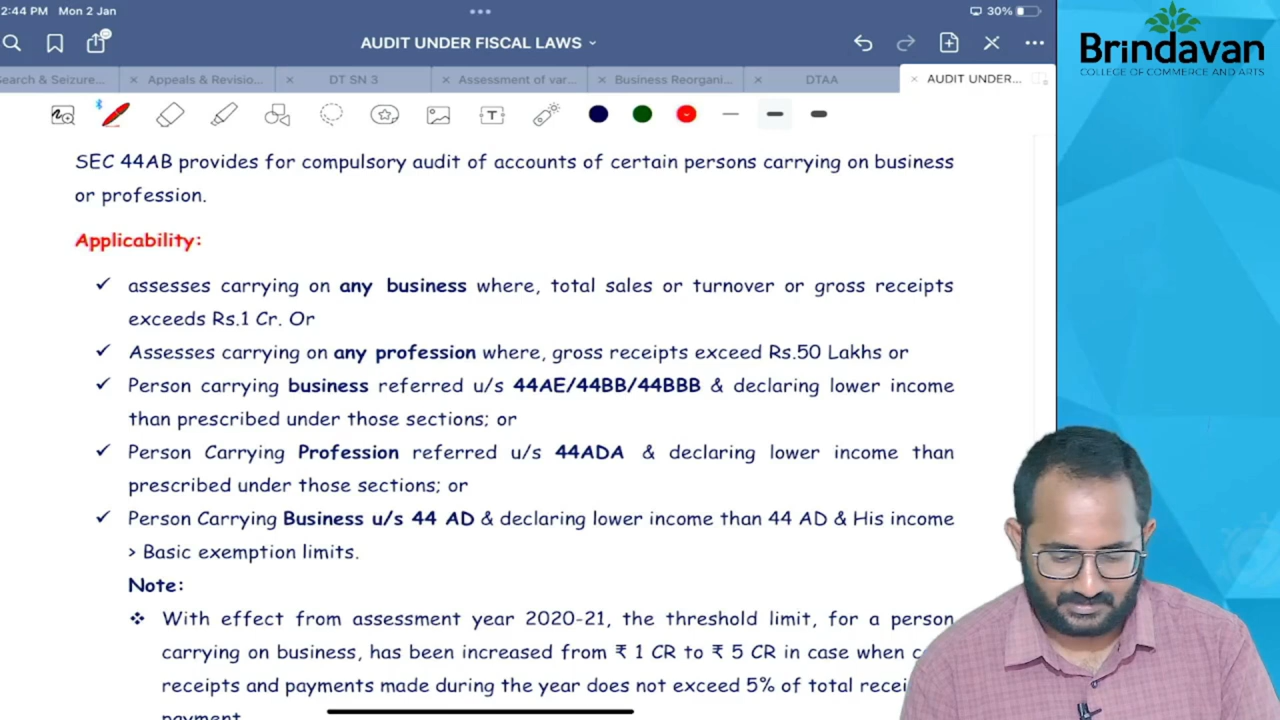 2:44 PM Mon 2 Jan
30%
AUDIT UNDER FISCAL LAWS
Brindavan
COLLEGE OF COMMERCE AND ARTS
earch & Seizure...
Appeals & Revisio...
DT SN 3
Assessment of var...
Business Reorgani...
DTAA
AUDIT UNDER...
SEC 44AB provides for compulsory audit of accounts of certain persons carrying on business
or profession.
Applicability:
✓ assesses carrying on any business where, total sales or turnover or gross receipts
exceeds Rs.1 Cr. Or
✓ Assesses carrying on any profession where, gross receipts exceed Rs.50 Lakhs or
✓ Person carrying business referred u/s 44AE/44BB/44BBB & declaring lower income
than prescribed under those sections; or
✓ Person Carrying Profession referred u/s 44ADA & declaring lower income than
prescribed under those sections; or
✓ Person Carrying Business u/s 44 AD & declaring lower income than 44 AD & His income
> Basic exemption limits.
Note:
❖ With effect from assessment year 2020-21, the threshold limit, for a person
carrying on business, has been increased from ₹ 1 CR to ₹ 5 CR in case when
receipts and payments made during the year does not exceed 5% of total
payment